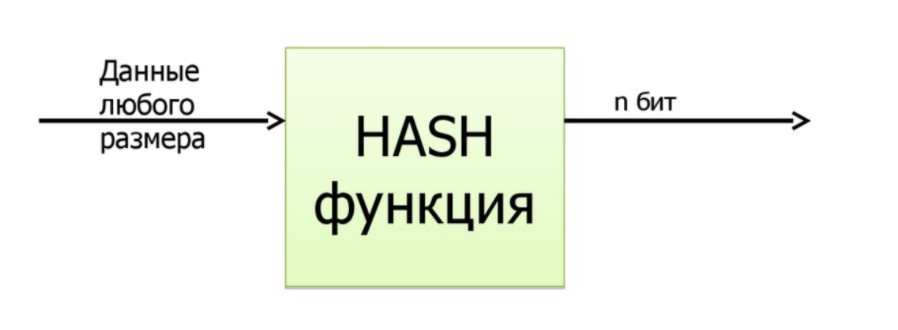 Данные
любого
размера
HASH
функция
n бит